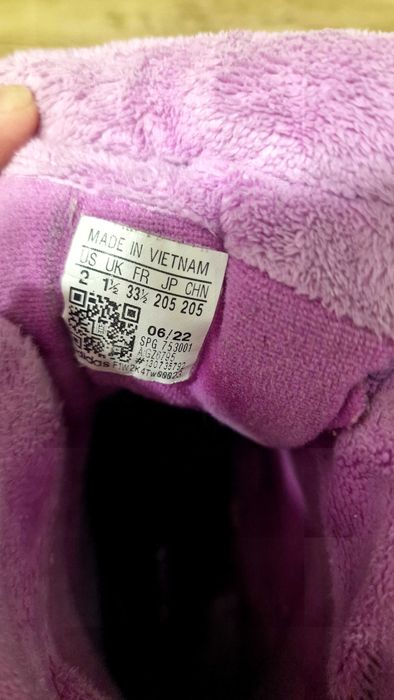 MADE IN VIETNAM
US UK FR JP CHN
2 1½ 33½ 205 205
06/22
SPG 753001